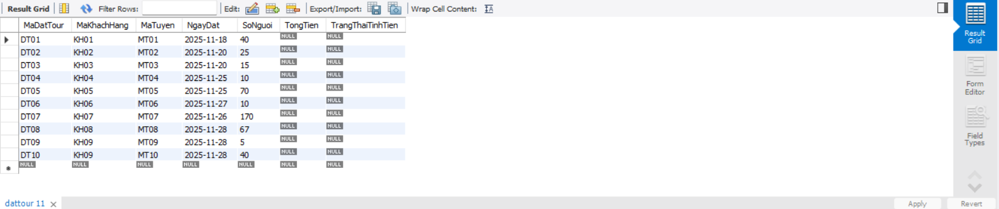 Result Grid Filter Rows: Edit: Export/Import: Wrap Cell Content: IA
MaDatTour MaKhachHang MaTuyen NgayDat SoNguoi TongTien TrangThaiTinhTien
DT01 KH01 MT01 2025-11-18 40 NULL NULL
DT02 KH02 MT02 2025-11-20 25 NULL NULL
DT03 KH03 MT03 2025-11-20 15 NULL NULL
DT04 KH04 MT04 2025-11-25 10 NULL NULL
DT05 KH05 MT05 2025-11-25 70 NULL NULL
DT06 KH06 MT06 2025-11-27 10 NULL NULL
DT07 KH07 MT07 2025-11-26 170 NULL NULL
DT08 KH08 MT08 2025-11-28 67 NULL NULL
DT09 KH09 MT09 2025-11-28 5 NULL NULL
DT10 KH09 MT10 2025-11-28 40 NULL NULL
NULL NULL NULL NULL NULL NULL NULL
Result
Grid
Form
Editor
Field
Types
dattour 11
Apply Revert